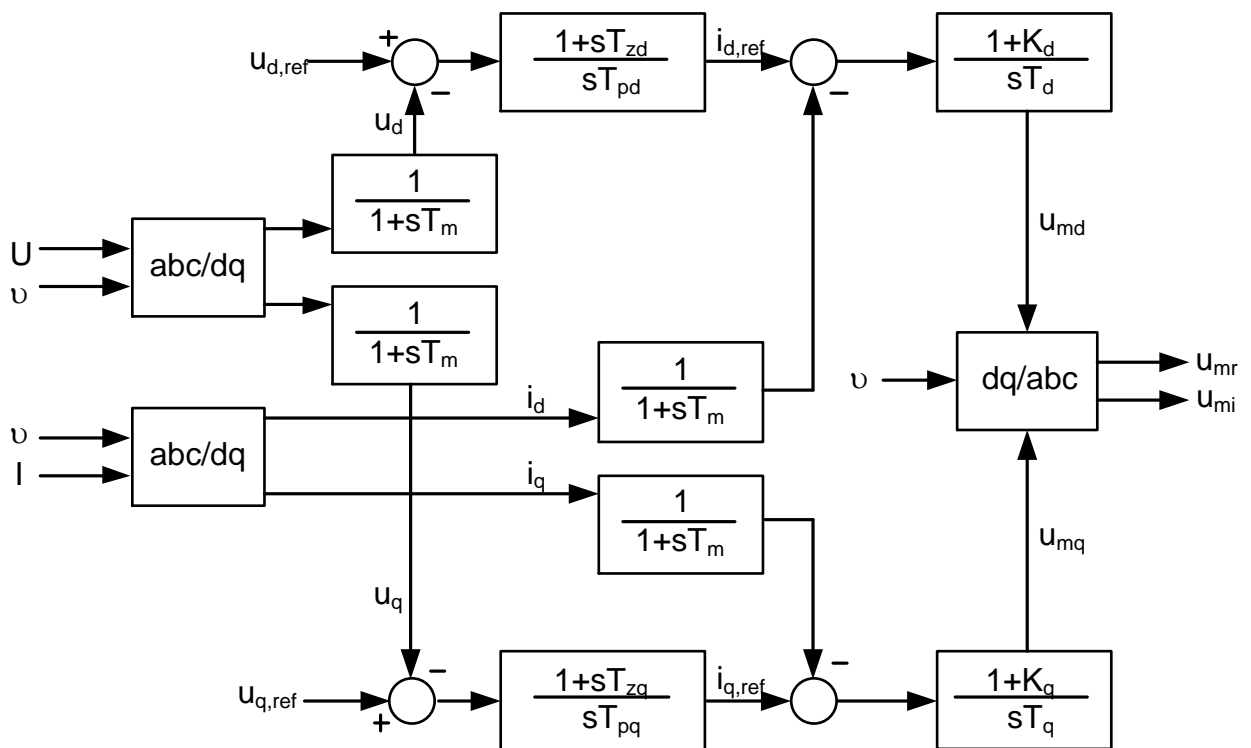 u_d,ref
+
−
1+sT_zd
sT_pd
i_d,ref
−
1+K_d
sT_d
u_d
1
1+sT_m
u_md
U
υ
abc/dq
1
1+sT_m
υ
I
abc/dq
i_d
1
1+sT_m
i_q
1
1+sT_m
υ
dq/abc
u_mr
u_mi
u_q
u_mq
−
u_q,ref
+
1+sT_zq
sT_pq
i_q,ref
−
1+K_q
sT_q